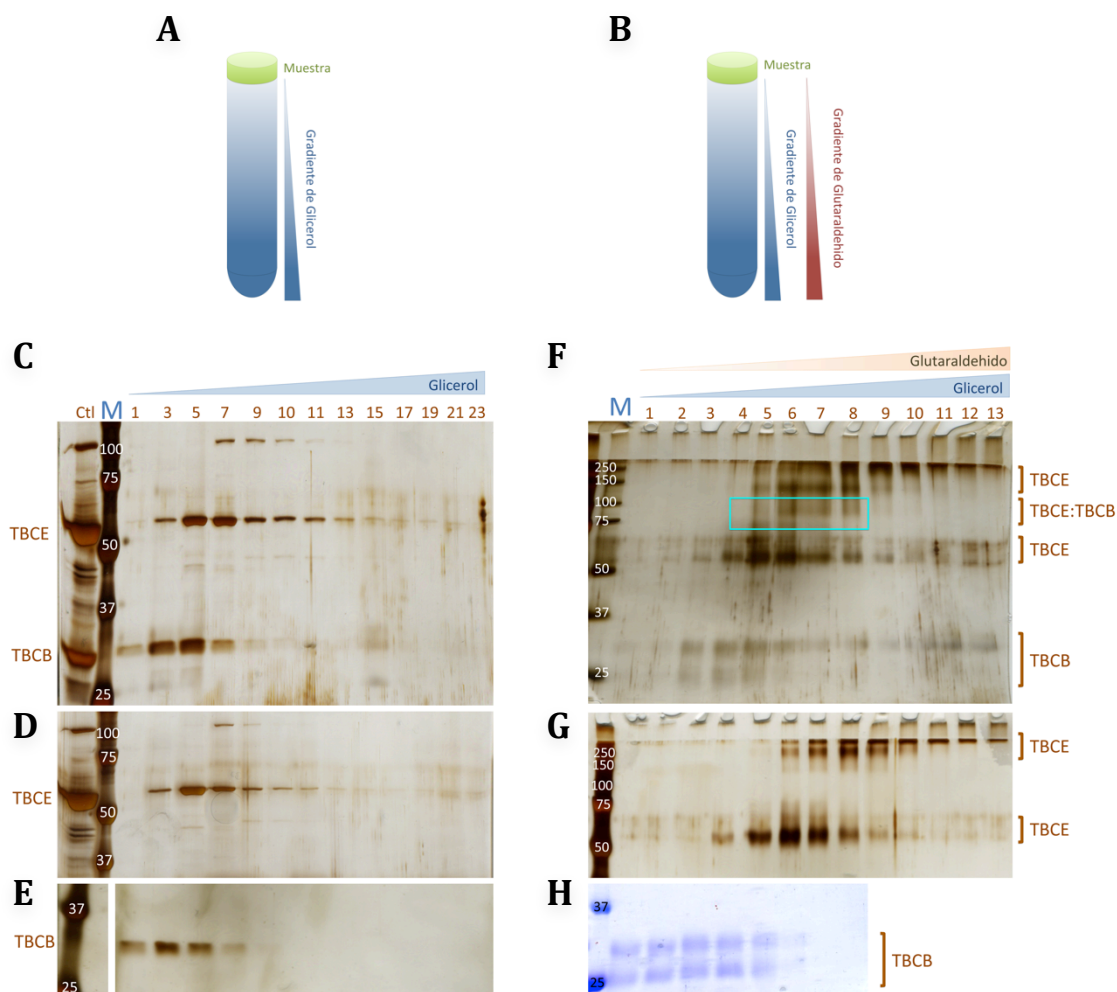 A
Muestra
Gradiente de Glicerol
B
Muestra
Gradiente de Glicerol
Gradiente de Glutaraldehido
C
Glicerol
Ctl M 1 3 5 7 9 10 11 13 15 17 19 21 23
100
75
TBCE
50
37
TBCB
25
D
100
75
TBCE
50
37
E
37
TBCB
25
F
Glutaraldehido
Glicerol
M 1 2 3 4 5 6 7 8 9 10 11 12 13
250
150
100
75
50
37
25
TBCE
TBCE:TBCB
TBCE
TBCB
G
250
150
100
75
50
TBCE
TBCE
H
37
25
TBCB